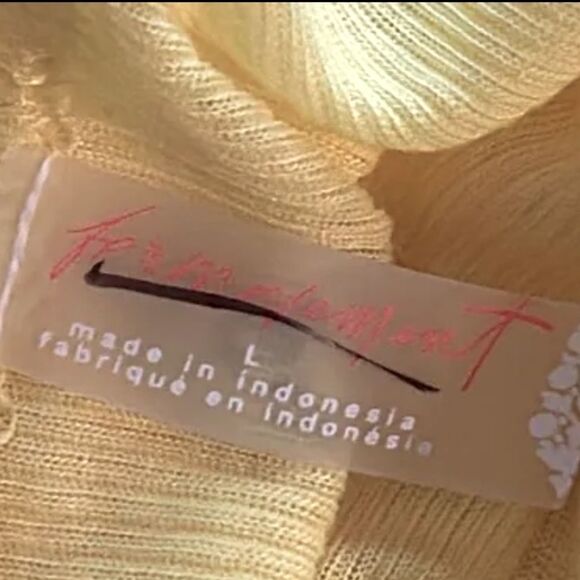 L
made in indonesia
fabriqué en indonésie